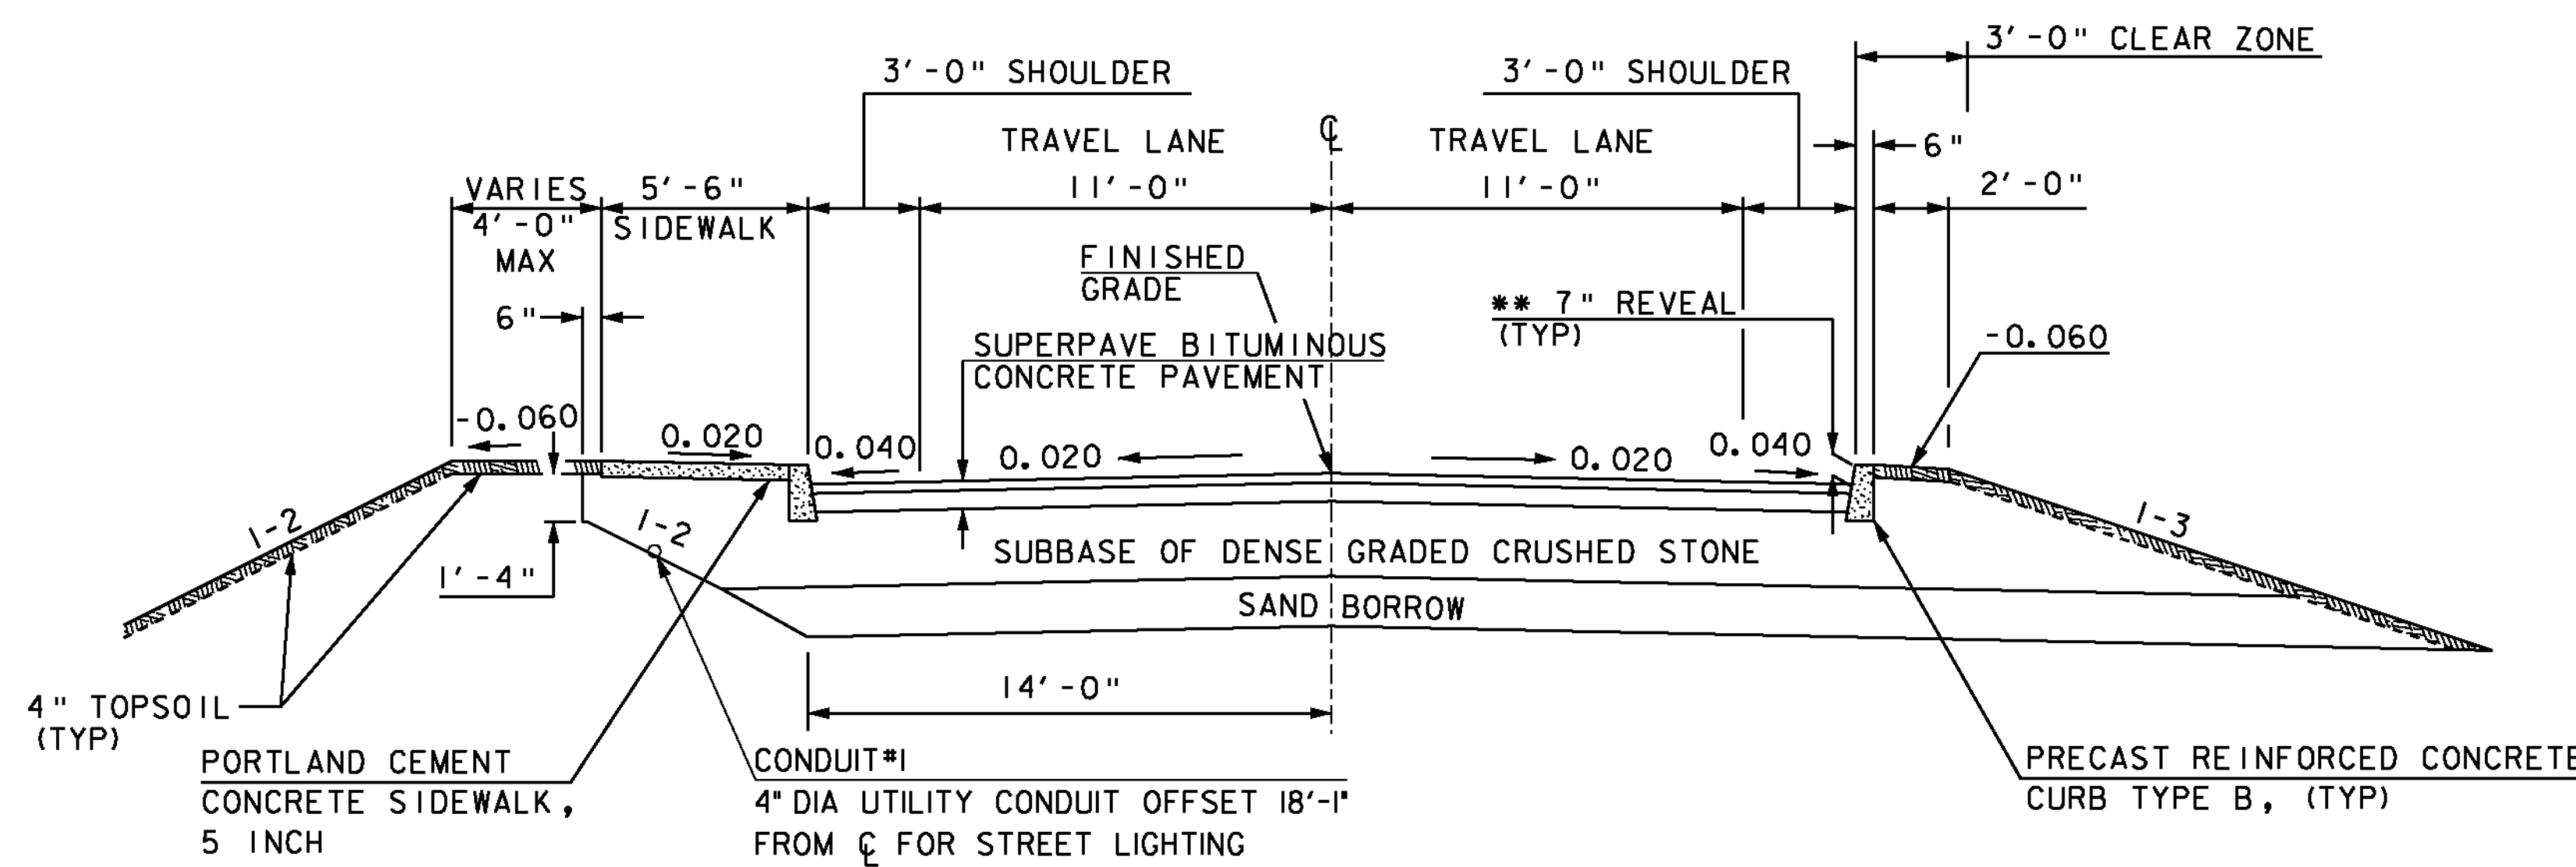 3'-0" CLEAR ZONE
3'-0" SHOULDER
3'-0" SHOULDER
℄
TRAVEL LANE
TRAVEL LANE
6"
VARIES
4'-0"
MAX
5'-6"
SIDEWALK
11'-0"
11'-0"
2'-0"
FINISHED
GRADE
** 7" REVEAL
(TYP)
6"
SUPERPAVE BITUMINOUS
CONCRETE PAVEMENT
-0.060
-0.060
0.020
0.040
0.020
0.020
0.040
1-2
1-2
1-3
1'-4"
SUBBASE OF DENSE GRADED CRUSHED STONE
SAND BORROW
14'-0"
4" TOPSOIL
(TYP)
PORTLAND CEMENT
CONCRETE SIDEWALK,
5 INCH
CONDUIT#1
4" DIA UTILITY CONDUIT OFFSET 18'-1"
FROM ℄ FOR STREET LIGHTING
PRECAST REINFORCED CONCRETE
CURB TYPE B, (TYP)